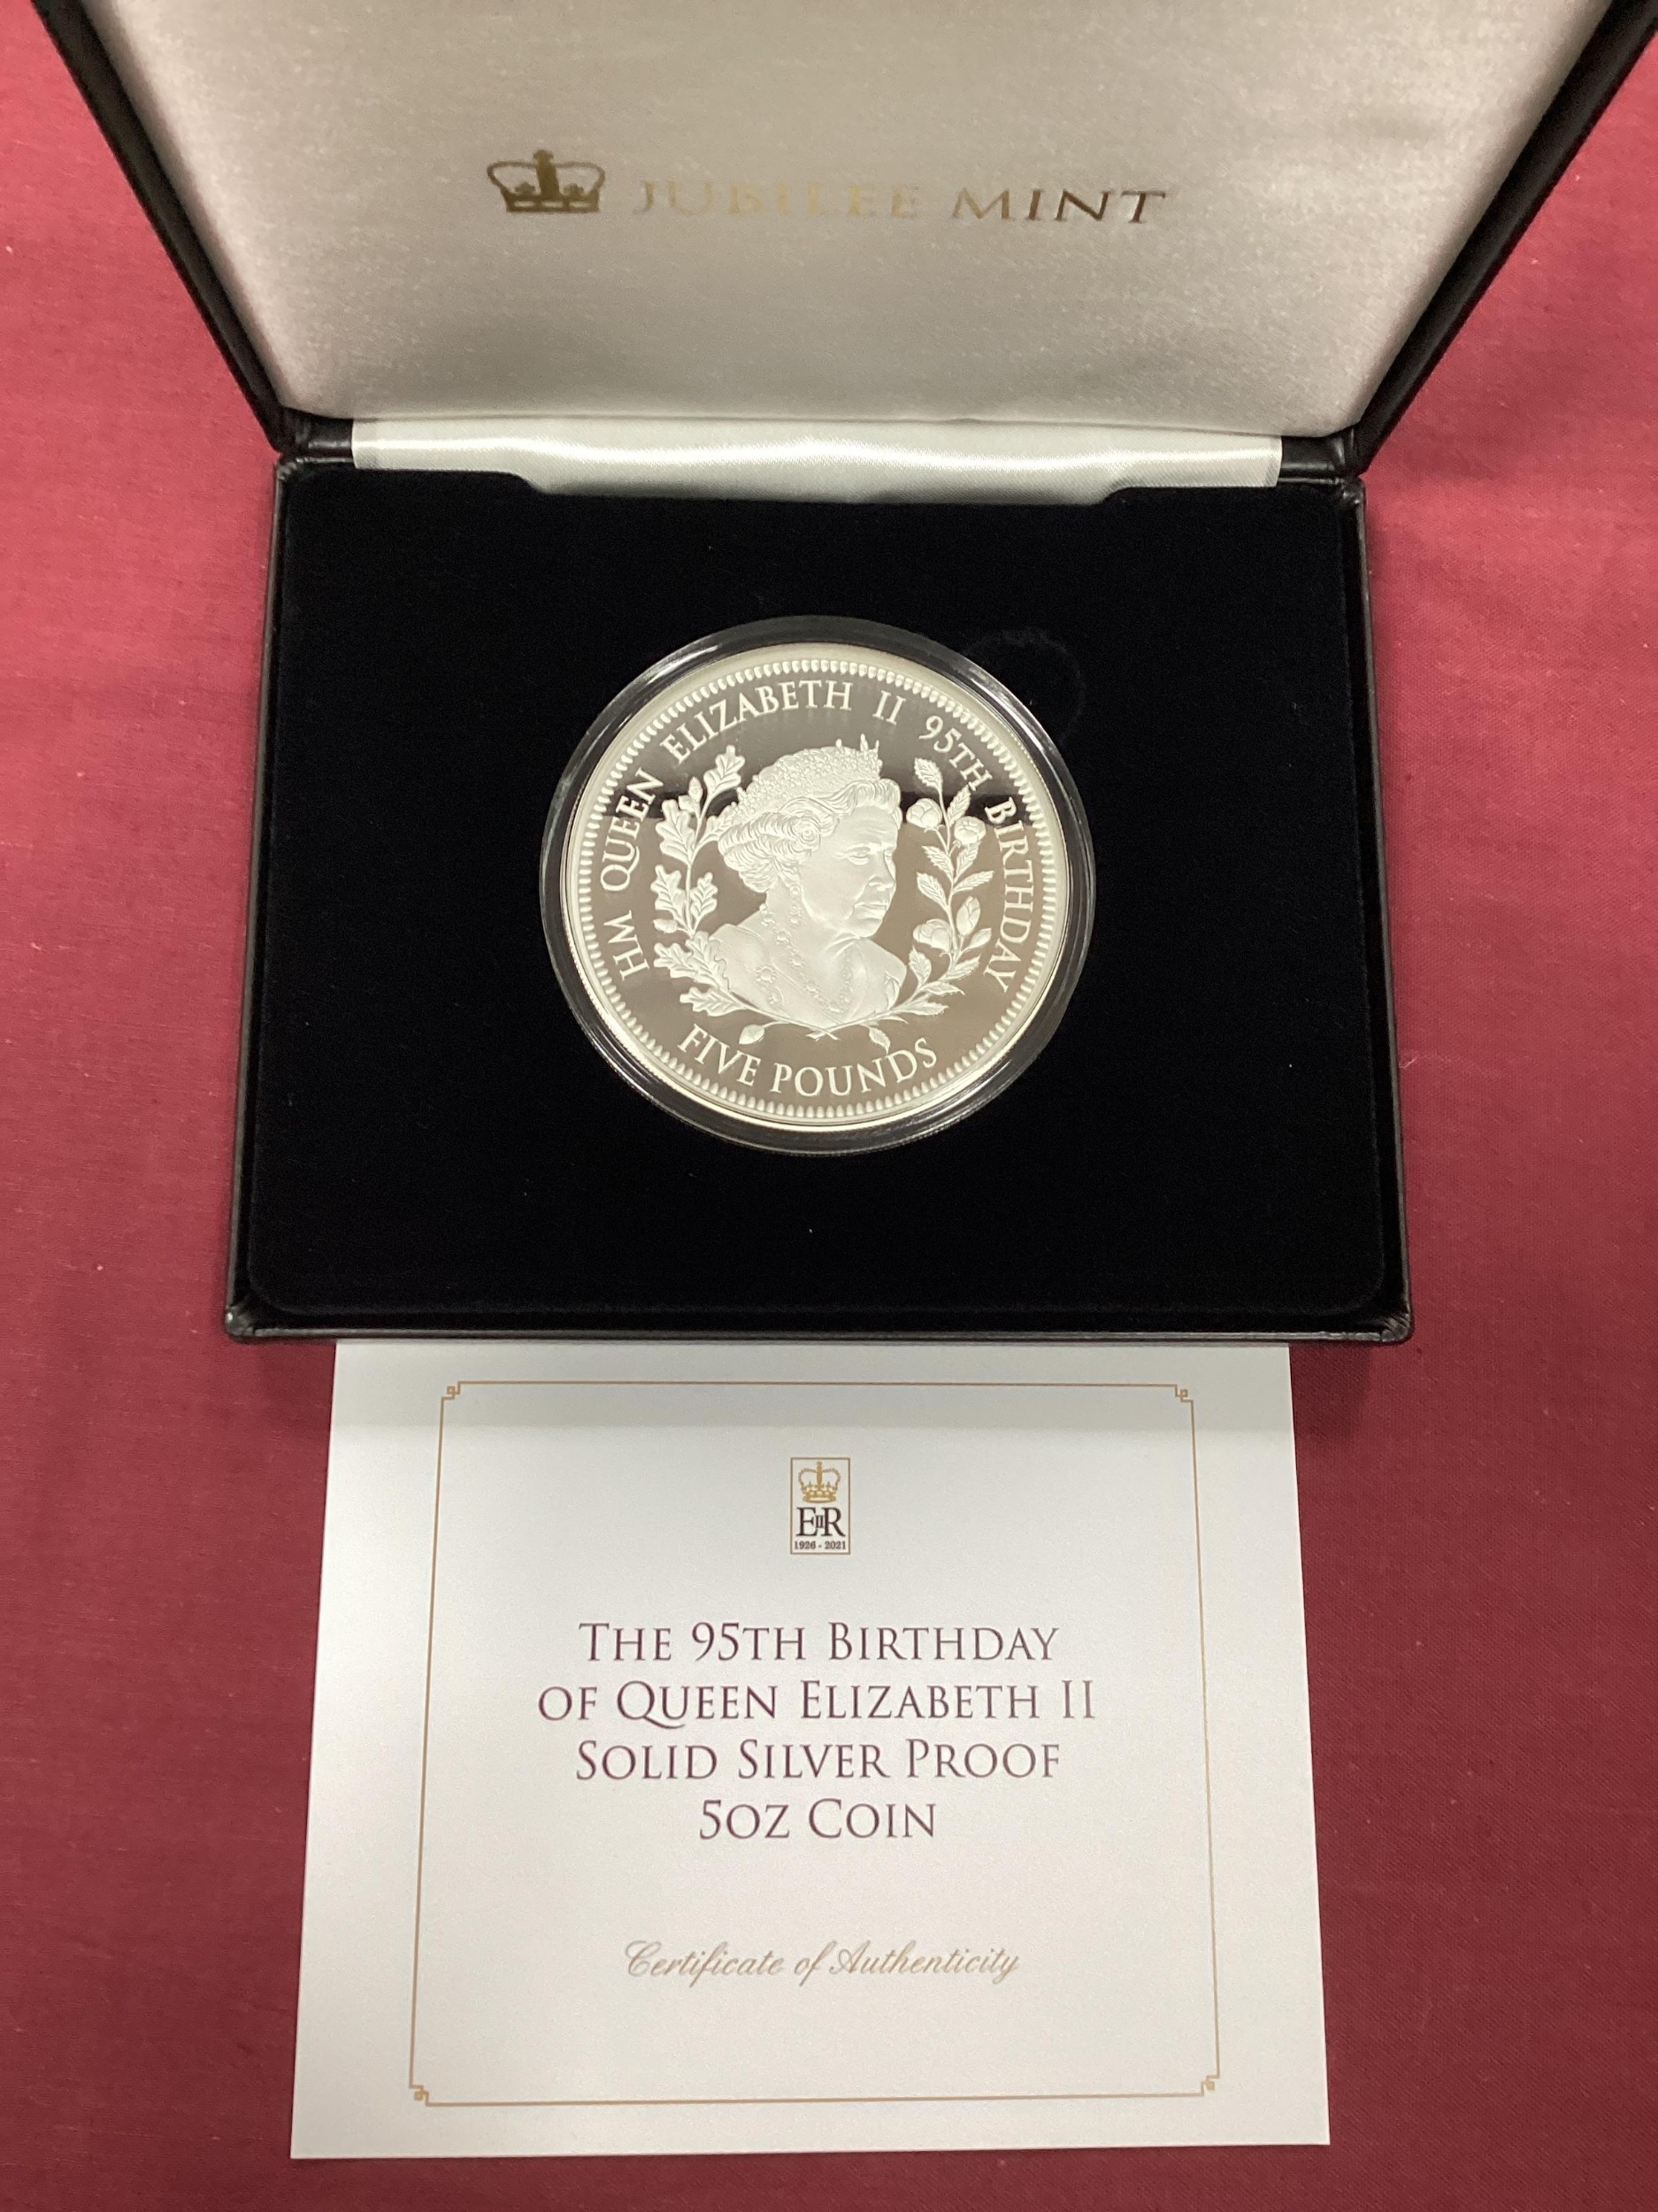 JUBILEE MINT
HM QUEEN ELIZABETH II 95TH BIRTHDAY
FIVE POUNDS
EIIR
1926 - 2021
THE 95TH BIRTHDAY
OF QUEEN ELIZABETH II
SOLID SILVER PROOF
5OZ COIN
Certificate of Authenticity